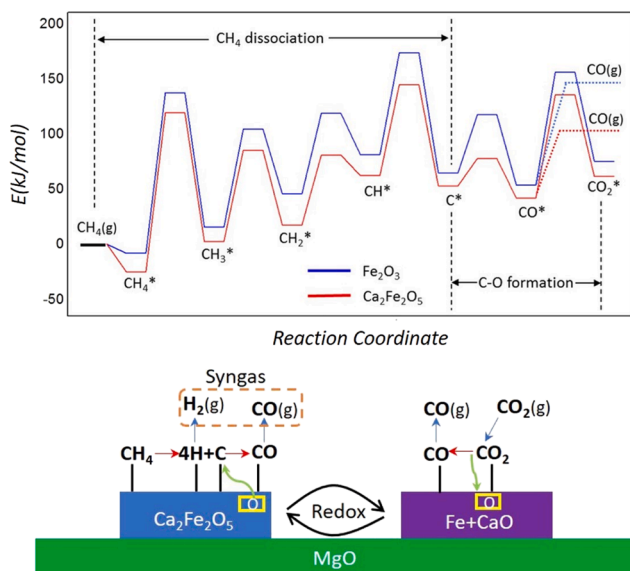 200
150
100
50
0
-50
E(kJ/mol)
CH₄ dissociation
CO(g)
CO(g)
CH₄(g)
CH₄*
CH₃*
CH₂*
CH*
C*
CO*
CO₂*
Fe₂O₃
Ca₂Fe₂O₅
C-O formation
Reaction Coordinate
Syngas
H₂(g)
CO(g)
CO(g)
CO₂(g)
CH₄
4H+C
CO
CO
CO₂
O
O
Ca₂Fe₂O₅
Redox
Fe+CaO
MgO